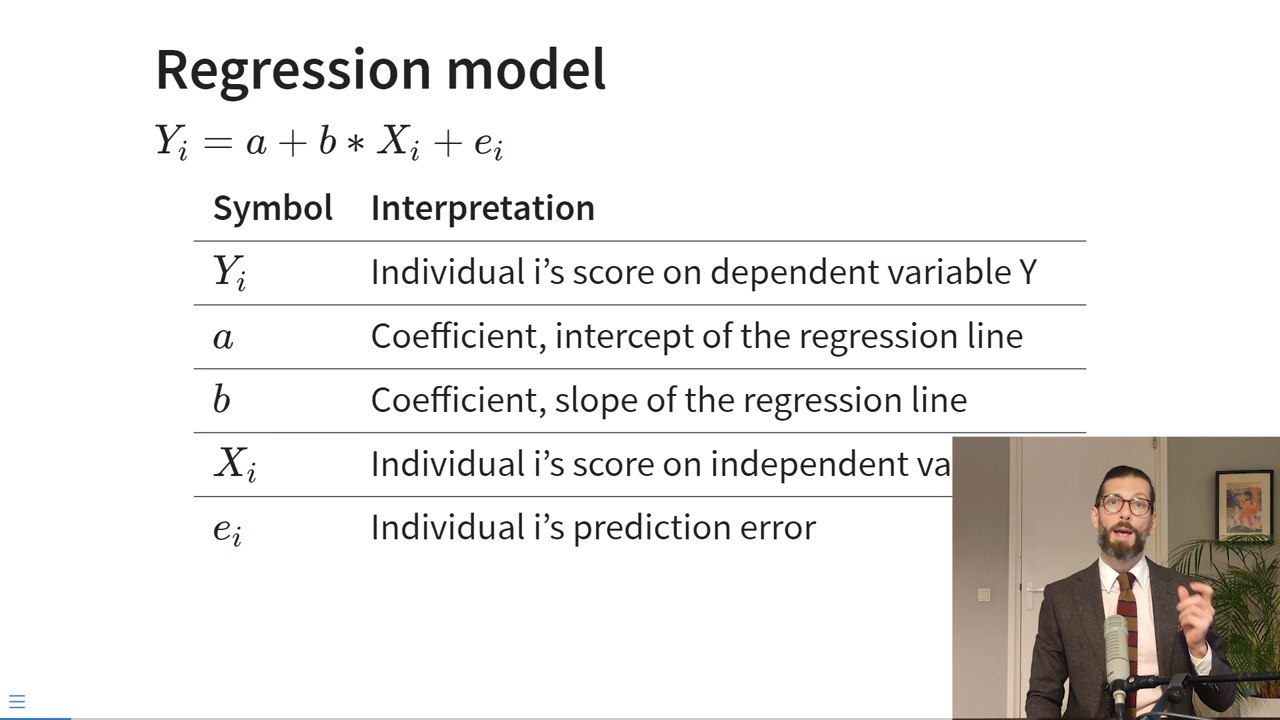 Regression model
Yᵢ = a + b * Xᵢ + eᵢ
Symbol Interpretation
Yᵢ Individual i’s score on dependent variable Y
a Coefficient, intercept of the regression line
b Coefficient, slope of the regression line
Xᵢ Individual i’s score on independent
eᵢ Individual i’s prediction error